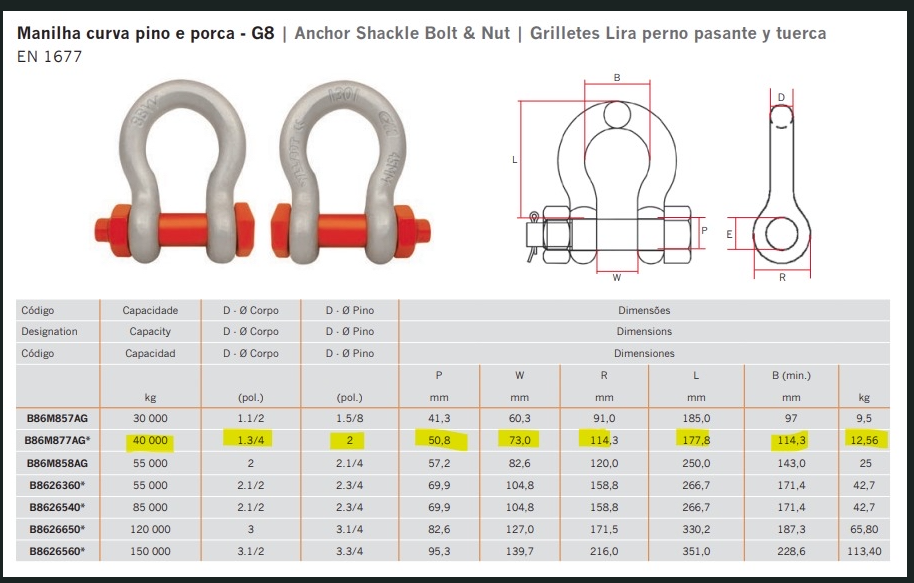 Manilha curva pino e porca - G8 | Anchor Shackle Bolt & Nut | Grilletes Lira perno pasante y tuerca
EN 1677
B
D
L
P
E
W
R
Código Capacidade D - Ø Corpo D - Ø Pino Dimensões
Designation Capacity D - Ø Corpo D - Ø Pino Dimensions
Código Capacidad D - Ø Corpo D - Ø Pino Dimensiones
P W R L B (min.)
kg (pol.) (pol.) mm mm mm mm mm kg
B86M857AG 30 000 1.1/2 1.5/8 41,3 60,3 91,0 185,0 97 9,5
B86M877AG* 40 000 1.3/4 2 50,8 73,0 114,3 177,8 114,3 12,56
B86M858AG 55 000 2 2.1/4 57,2 82,6 120,0 250,0 143,0 25
B8626360* 55 000 2.1/2 2.3/4 69,9 104,8 158,8 266,7 171,4 42,7
B8626540* 85 000 2.1/2 2.3/4 69,9 104,8 158,8 266,7 171,4 42,7
B8626650* 120 000 3 3.1/4 82,6 127,0 171,5 330,2 187,3 65,80
B8626560* 150 000 3.1/2 3.3/4 95,3 139,7 216,0 351,0 228,6 113,40